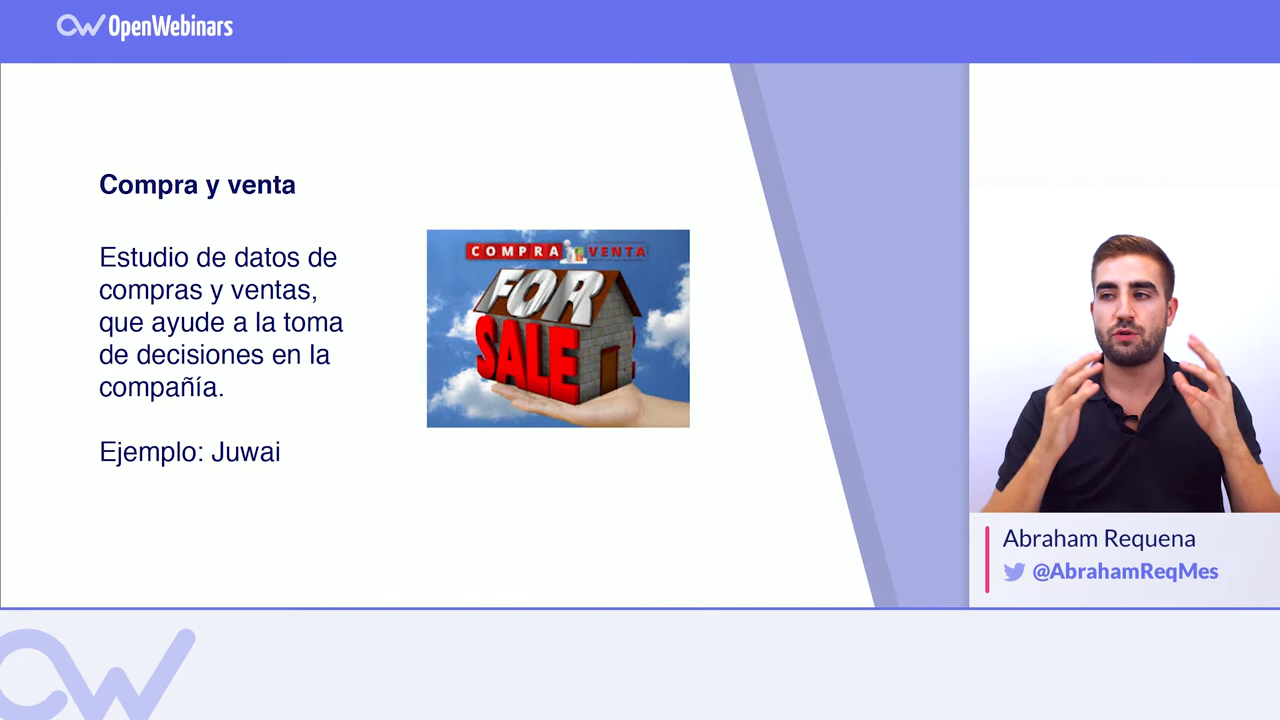 OpenWebinars
Compra y venta
Estudio de datos de
compras y ventas,
que ayude a la toma
de decisiones en la
compañía.
Ejemplo: Juwai
COMPRA VENTA
FOR
SALE
Abraham Requena
@AbrahamReqMes